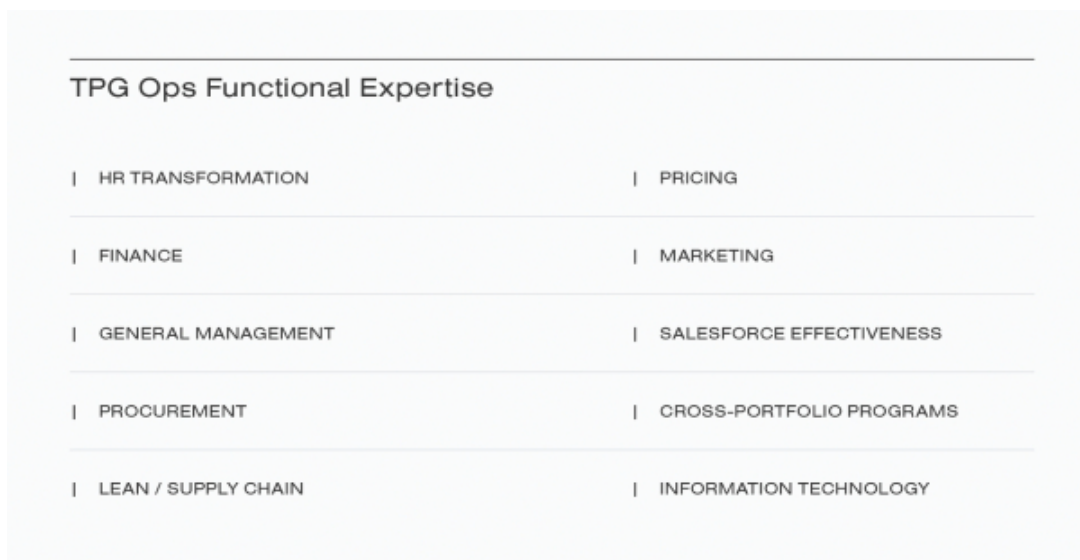 TPG Ops Functional Expertise
| HR TRANSFORMATION | PRICING
| FINANCE | MARKETING
| GENERAL MANAGEMENT | SALESFORCE EFFECTIVENESS
| PROCUREMENT | CROSS-PORTFOLIO PROGRAMS
| LEAN / SUPPLY CHAIN | INFORMATION TECHNOLOGY